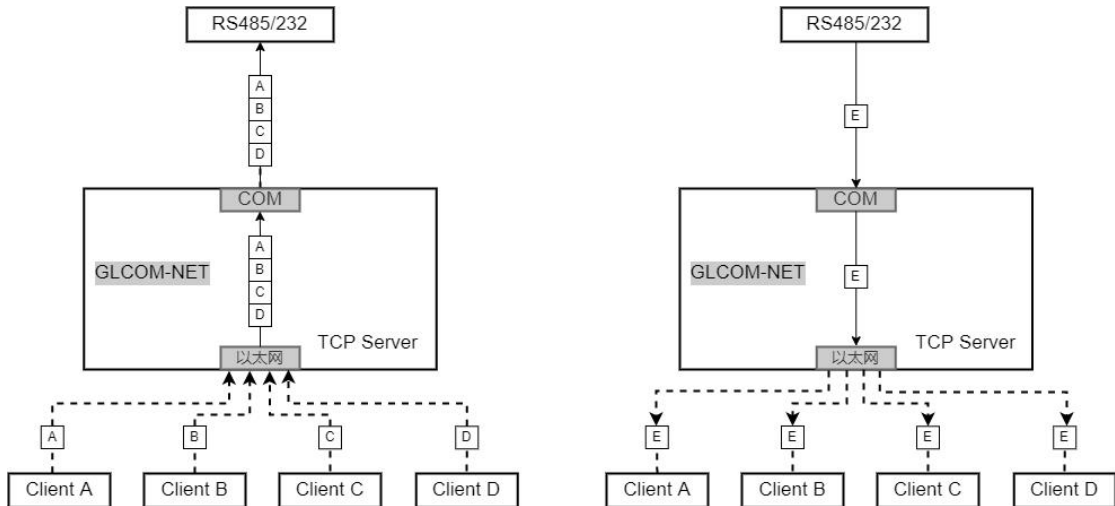 RS485/232
A
B
C
D
COM
A
B
C
D
GLCOM-NET
TCP Server
以太网
A
B
C
D
Client A
Client B
Client C
Client D
RS485/232
E
COM
E
GLCOM-NET
TCP Server
以太网
E
E
E
E
Client A
Client B
Client C
Client D